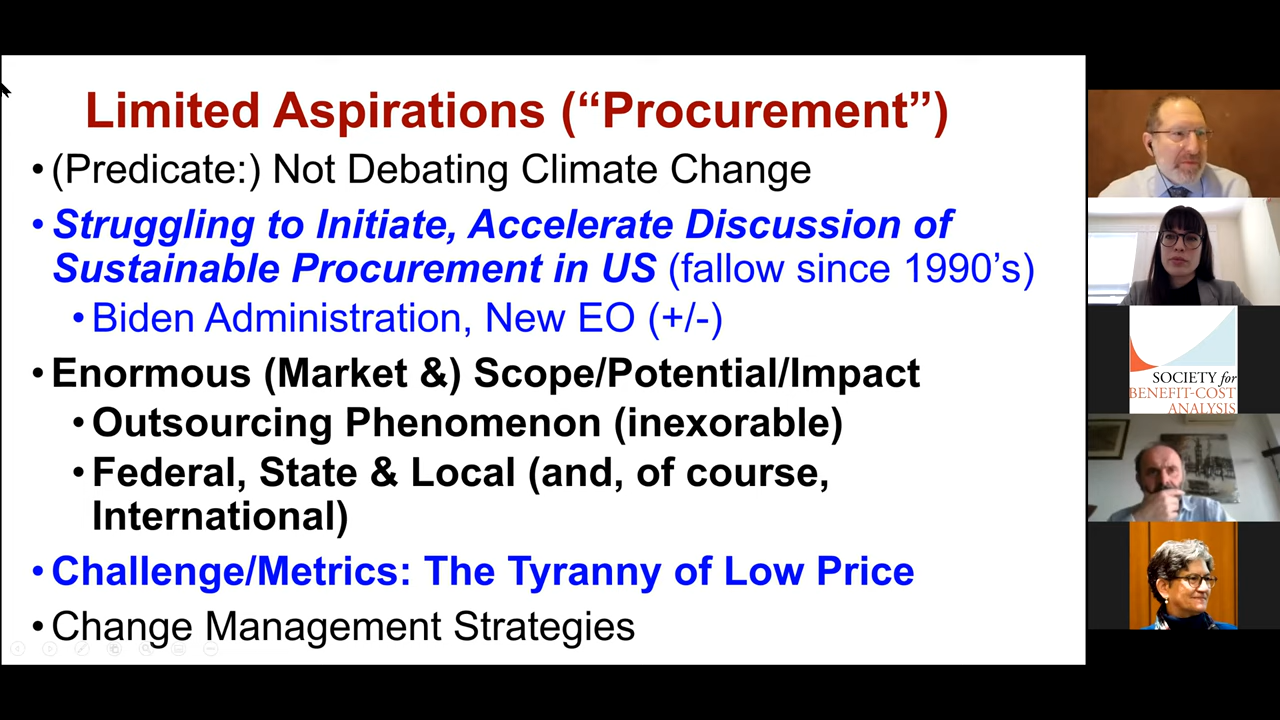 Limited Aspirations (“Procurement”)
•(Predicate:) Not Debating Climate Change
•Struggling to Initiate, Accelerate Discussion of
Sustainable Procurement in US (fallow since 1990’s)
•Biden Administration, New EO (+/-)
•Enormous (Market &) Scope/Potential/Impact
•Outsourcing Phenomenon (inexorable)
•Federal, State & Local (and, of course,
International)
•Challenge/Metrics: The Tyranny of Low Price
•Change Management Strategies
SOCIETY for
BENEFIT-COST
ANALYSIS